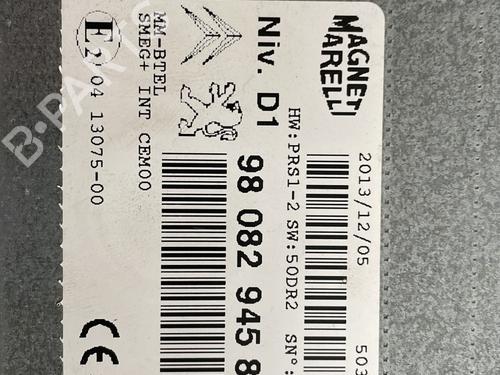 MAGNETI
MARELLI
2013/12/05
503
HW:PRS1-2 SW:50DR2 SN°:
Niv. D1 98 082 945 8
MM-BTEL
SMEG+ INT CEM00
E2 04 13075-00
CE
B-PARTS